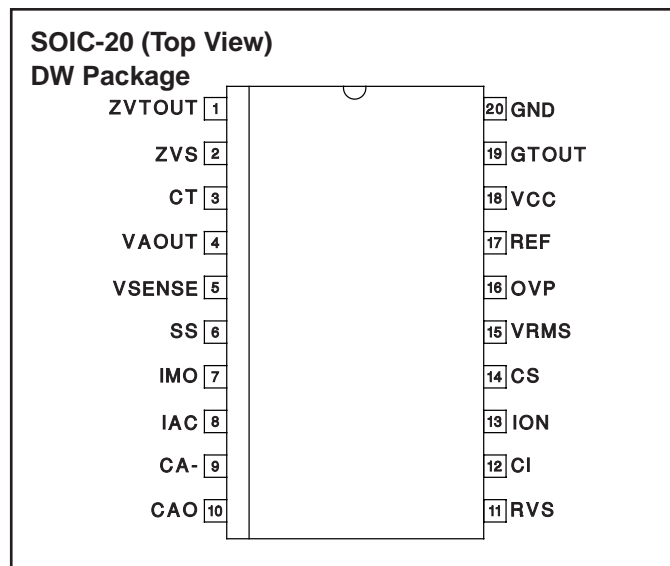 SOIC-20 (Top View)
DW Package
ZVTOUT 1 20 GND
ZVS 2 19 GTOUT
CT 3 18 VCC
VAOUT 4 17 REF
VSENSE 5 16 OVP
SS 6 15 VRMS
IMO 7 14 CS
IAC 8 13 ION
CA- 9 12 CI
CAO 10 11 RVS